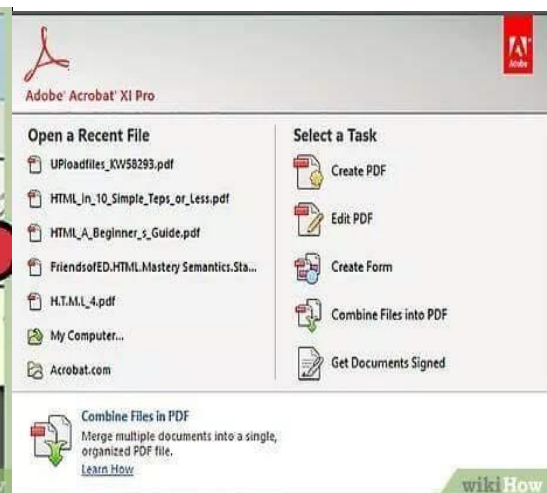 Adobe
Adobe® Acrobat® XI Pro
Open a Recent File
UPloadfiles_KW58293.pdf
HTML_in_10_Simple_Teps_or_Less.pdf
HTML_A_Beginner_s_Guide.pdf
FriendsofED.HTML.Mastery Semantics.Sta...
H.T.M.L_4.pdf
My Computer...
Acrobat.com
Select a Task
Create PDF
Edit PDF
Create Form
Combine Files into PDF
Get Documents Signed
Combine Files in PDF
Merge multiple documents into a single,
organized PDF file.
Learn How
wikiHow